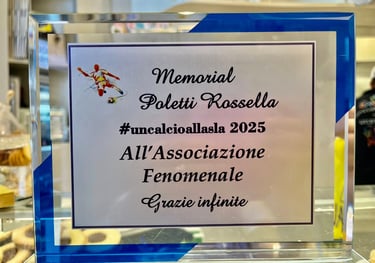 Memorial
Poletti Rossella
#uncalcioallasla 2025
All'Associazione
Fenomenale
Grazie infinite